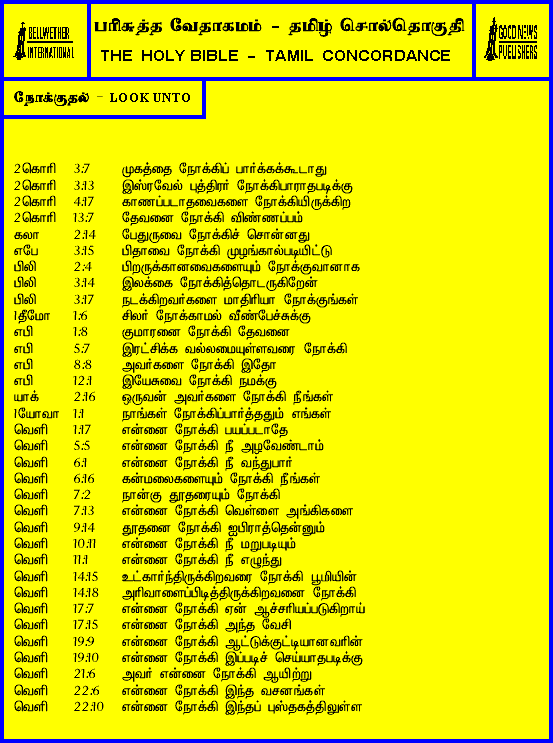 BELLWETHER
INTERNATIONAL
பரிசுத்த வேதாகமம் - தமிழ் சொல்தொகுதி
THE HOLY BIBLE - TAMIL CONCORDANCE
GOOD NEWS
PUBLISHERS
நோக்குதல் - LOOK UNTO
2கொரி 3:7 முகத்தை நோக்கிப் பார்க்கக்கூடாது
2கொரி 3:13 இஸ்ரவேல் புத்திரர் நோக்கிபாராதபடிக்கு
2கொரி 4:17 காணப்படாதவைகளை நோக்கியிருக்கிற
2கொரி 13:7 தேவனை நோக்கி விண்ணப்பம்
கலா 2:14 பேதுருவை நோக்கிச் சொன்னது
எபே 3:15 பிதாவை நோக்கி முழங்கால்படியிட்டு
பிலி 2:4 பிறருக்கானவைகளையும் நோக்குவானாக
பிலி 3:14 இலக்கை நோக்கித்தொடருகிறேன்
பிலி 3:17 நடக்கிறவர்களை மாதிரியா நோக்குங்கள்
1தீமோ 1:6 சிலர் நோக்காமல் வீண்பேச்சுக்கு
எபி 1:8 குமாரனை நோக்கி தேவனை
எபி 5:7 இரட்சிக்க வல்லமையுள்ளவரை நோக்கி
எபி 8:8 அவர்களை நோக்கி இதோ
எபி 12:1 இயேசுவை நோக்கி நமக்கு
யாக் 2:16 ஒருவன் அவர்களை நோக்கி நீங்கள்
1யோவா 1:1 நாங்கள் நோக்கிப்பார்த்ததும் எங்கள்
வெளி 1:17 என்னை நோக்கி பயப்படாதே
வெளி 5:5 என்னை நோக்கி நீ அழவேண்டாம்
வெளி 6:1 என்னை நோக்கி நீ வந்துபார்
வெளி 6:16 கன்மலைகளையும் நோக்கி நீங்கள்
வெளி 7:2 நான்கு தூதரையும் நோக்கி
வெளி 7:13 என்னை நோக்கி வெள்ளை அங்கிகளை
வெளி 9:14 தூதனை நோக்கி ஐபிராத்தென்னும்
வெளி 10:11 என்னை நோக்கி நீ மறுபடியும்
வெளி 11:1 என்னை நோக்கி நீ எழுந்து
வெளி 14:15 உட்கார்ந்திருக்கிறவரை நோக்கி பூமியின்
வெளி 14:18 அரிவாளைப்பிடித்திருக்கிறவனை நோக்கி
வெளி 17:7 என்னை நோக்கி ஏன் ஆச்சரியப்படுகிறாய்
வெளி 17:15 என்னை நோக்கி அந்த வேசி
வெளி 19:9 என்னை நோக்கி ஆட்டுக்குட்டியானவரின்
வெளி 19:10 என்னை நோக்கி இப்படிச் செய்யாதபடிக்கு
வெளி 21:6 அவர் என்னை நோக்கி ஆயிற்று
வெளி 22:6 என்னை நோக்கி இந்த வசனங்கள்
வெளி 22:10 என்னை நோக்கி இந்தப் புஸ்தகத்திலுள்ள